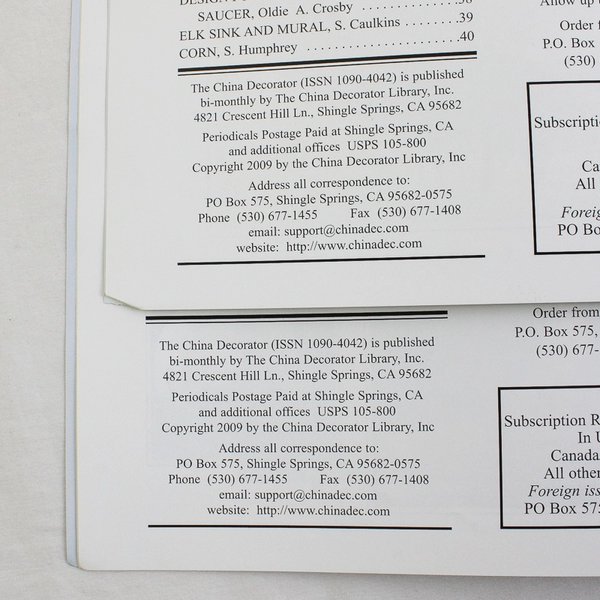 SAUCER, Oldie A. Crosby
ELK SINK AND MURAL, S. Caulkins ............ .39
CORN, S. Humphrey ........................ .40
The China Decorator (ISSN 1090-4042) is published
bi-monthly by The China Decorator Library, Inc.
4821 Crescent Hill Ln., Shingle Springs, CA 95682
Periodicals Postage Paid at Shingle Springs, CA
and additional offices USPS 105-800
Copyright 2009 by the China Decorator Library, Inc
Address all correspondence to:
PO Box 575, Shingle Springs, CA 95682-0575
Phone (530) 677-1455 Fax (530) 677-1408
email: support@chinadec.com
website: http://www.chinadec.com
Order f
P.O. Box
(530)
Subscripti
Ca
All
Foreig
PO Bo
The China Decorator (ISSN 1090-4042) is published
bi-monthly by The China Decorator Library, Inc.
4821 Crescent Hill Ln., Shingle Springs, CA 95682
Periodicals Postage Paid at Shingle Springs, CA
and additional offices USPS 105-800
Copyright 2009 by the China Decorator Library, Inc
Address all correspondence to:
PO Box 575, Shingle Springs, CA 95682-0575
Phone (530) 677-1455 Fax (530) 677-1408
email: support@chinadec.com
website: http://www.chinadec.com
Order from
P.O. Box 575,
(530) 677-
Subscription R
In U
Canada
All other
Foreign iss
PO Box 575